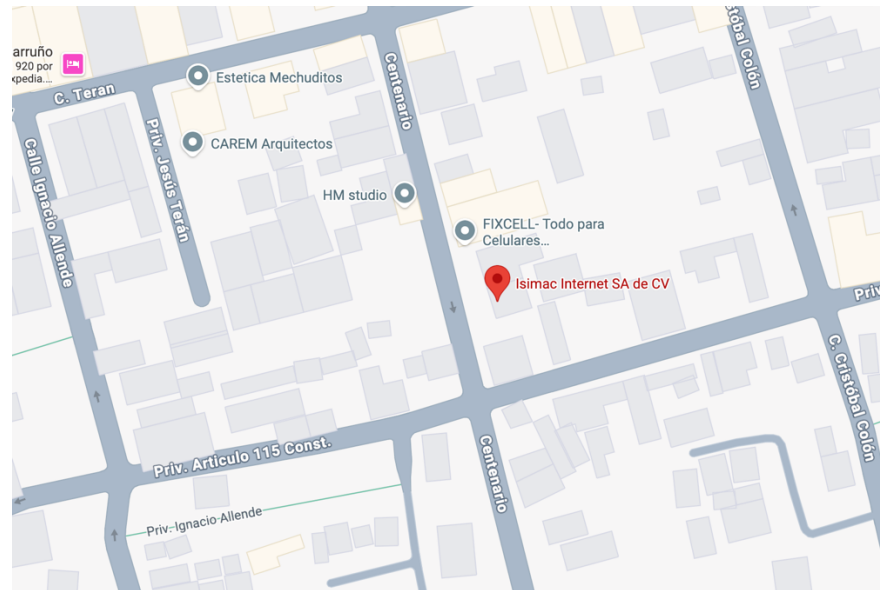 arruño
920 por
xpedia....
C. Teran
Estetica Mechuditos
Centenario
stóbal Colón
CAREM Arquitectos
Priv. Jesús Terán
Calle Ignacio Allende
HM studio
FIXCELL- Todo para
Celulares...
Isimac Internet SA de CV
Priv
C. Cristóbal Colón
Priv. Articulo 115 Const.
Centenario
Priv. Ignacio Allende